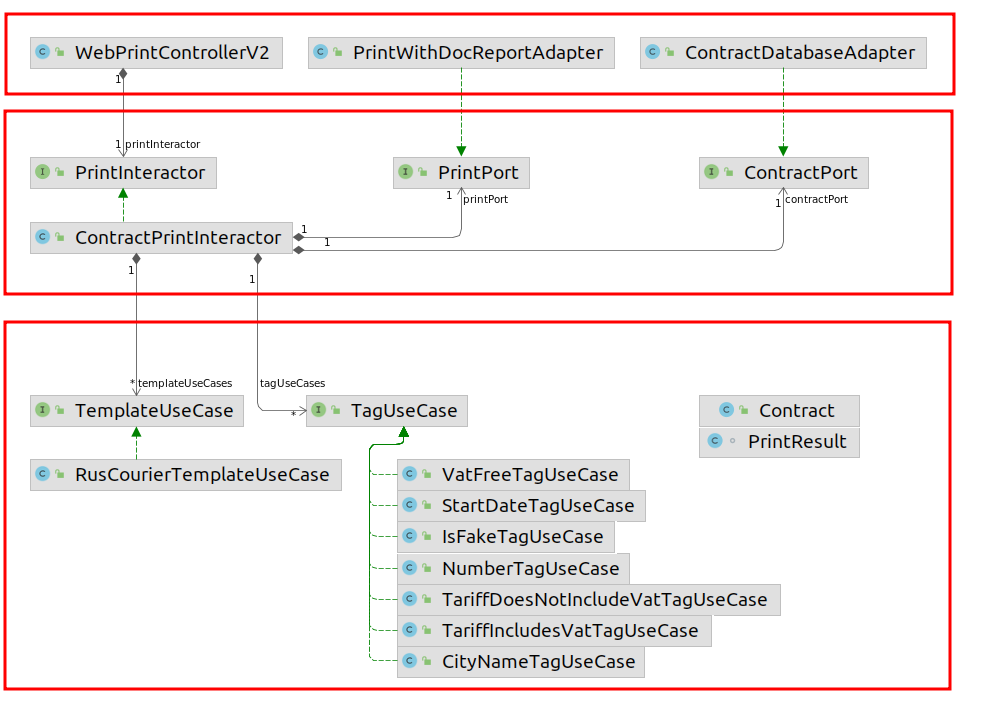 C WebPrintControllerV2
C PrintWithDocReportAdapter
C ContractDatabaseAdapter
1
1 printInteractor
I PrintInteractor
I PrintPort
I ContractPort
1 printPort
1 contractPort
C ContractPrintInteractor
1
1
1
1
* templateUseCases
tagUseCases
*
I TemplateUseCase
I TagUseCase
C Contract
C PrintResult
C RusCourierTemplateUseCase
C VatFreeTagUseCase
C StartDateTagUseCase
C IsFakeTagUseCase
C NumberTagUseCase
C TariffDoesNotIncludeVatTagUseCase
C TariffIncludesVatTagUseCase
C CityNameTagUseCase